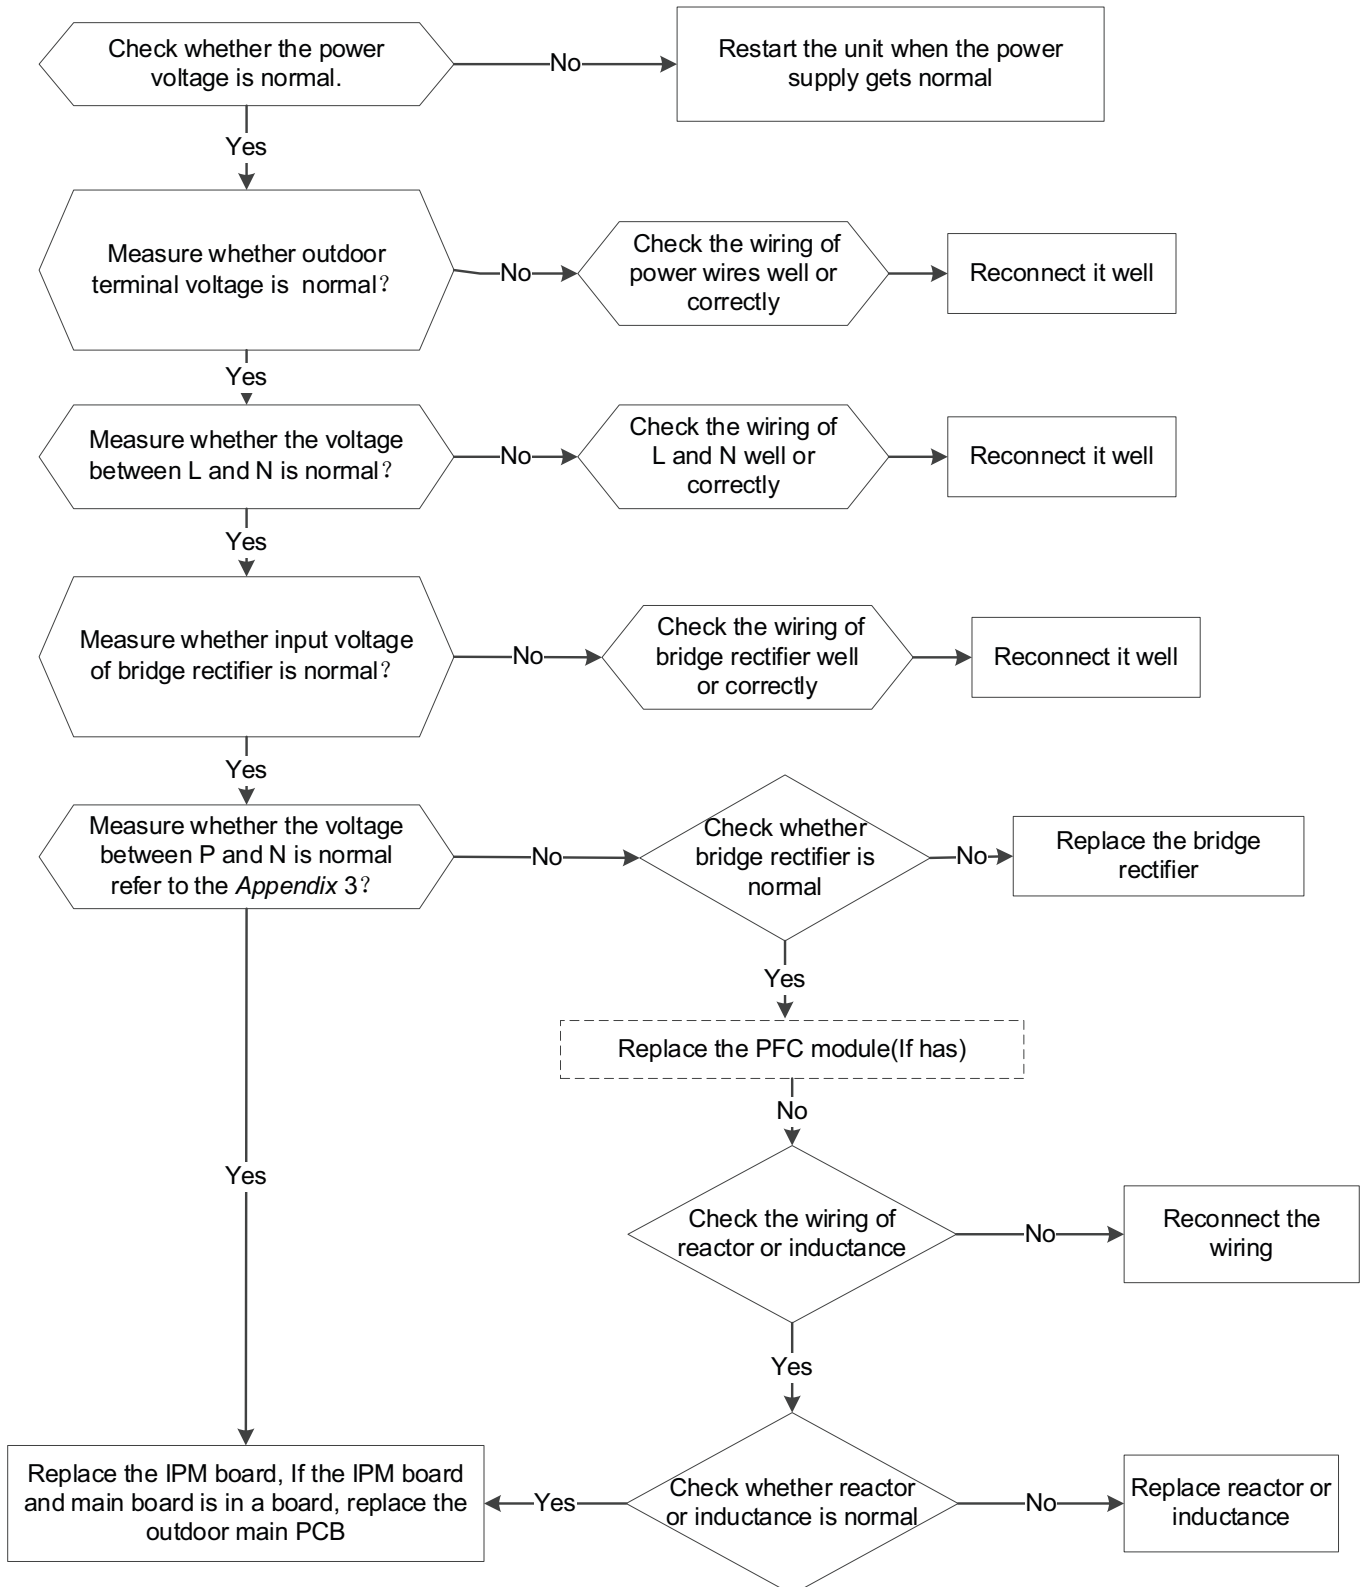 Check whether the power
voltage is normal.
No
Restart the unit when the power
supply gets normal
Yes
Measure whether outdoor
terminal voltage is  normal？
No
Check the wiring of
power wires well or
correctly
Reconnect it well
Yes
Measure whether the voltage
between L and N is normal？
No
Check the wiring of
L and N well or
correctly
Reconnect it well
Yes
Measure whether input voltage
of bridge rectifier is normal？
No
Check the wiring of
bridge rectifier well
or correctly
Reconnect it well
Yes
Measure whether the voltage
between P and N is normal
refer to the Appendix 3？
No
Check whether
bridge rectifier is
normal
No
Replace the bridge
rectifier
Yes
Replace the PFC module(If has)
No
Yes
Check the wiring of
reactor or inductance
No
Reconnect the
wiring
Yes
Replace the IPM board, If the IPM board
and main board is in a board, replace the
outdoor main PCB
Yes
Check whether reactor
or inductance is normal
No
Replace reactor or
inductance